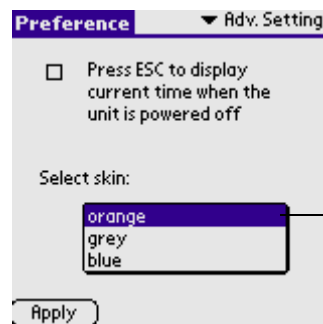 Preference
Adv. Setting
Press ESC to display
current time when the
unit is powered off
Select skin:
orange
grey
blue
Apply